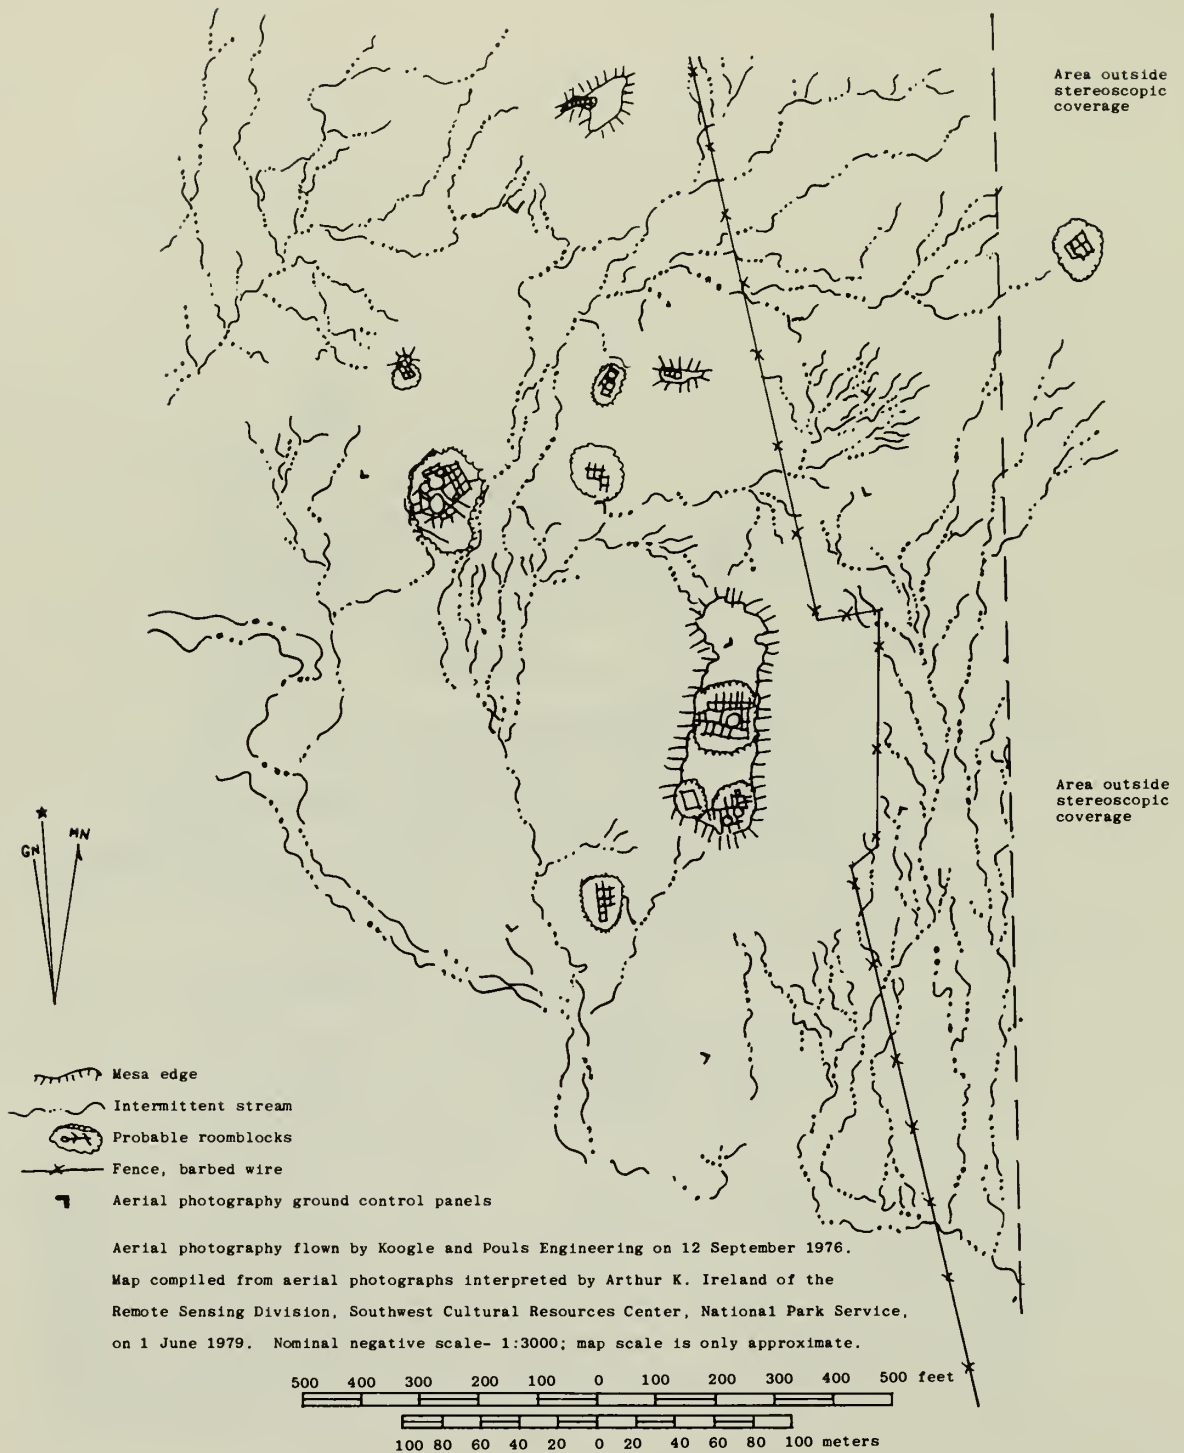 Area outside
stereoscopic
coverage
Area outside
stereoscopic
coverage
GN
MN
Mesa edge
Intermittent stream
Probable roomblocks
Fence, barbed wire
Aerial photography ground control panels
Aerial photography flown by Koogle and Pouls Engineering on 12 September 1976.
Map compiled from aerial photographs interpreted by Arthur K. Ireland of the
Remote Sensing Division, Southwest Cultural Resources Center, National Park Service,
on 1 June 1979. Nominal negative scale- 1:3000; map scale is only approximate.
500 400 300 200 100 0 100 200 300 400 500 feet
100 80 60 40 20 0 20 40 60 80 100 meters